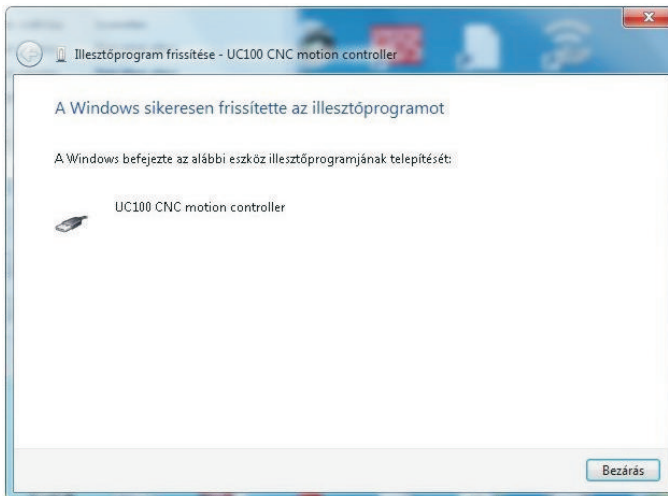 Illesztőprogram frissítése - UC100 CNC motion controller
A Windows sikeresen frissítette az illesztőprogramot
A Windows befejezte az alábbi eszköz illesztőprogramjának telepítését:
UC100 CNC motion controller
Bezárás